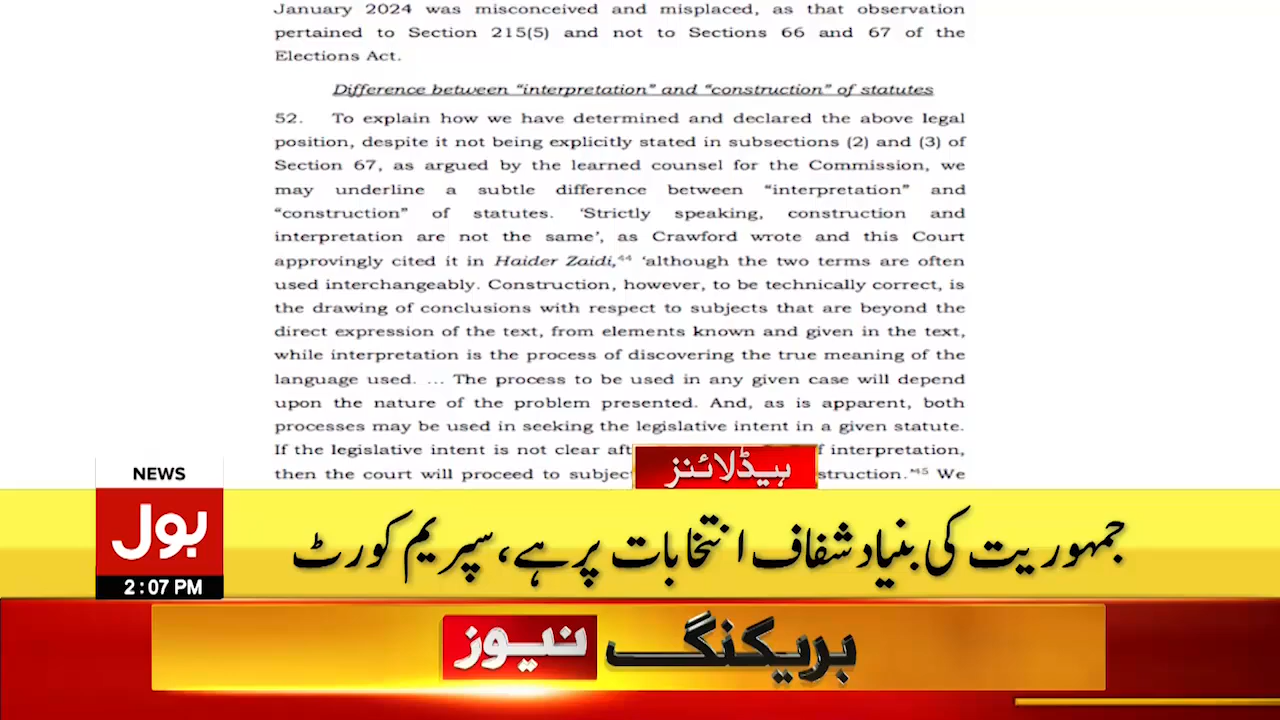 January 2024 was misconceived and misplaced, as that observation
pertained to Section 215(5) and not to Sections 66 and 67 of the
Elections Act.
Difference between “interpretation” and “construction” of statutes
52. To explain how we have determined and declared the above legal
position, despite it not being explicitly stated in subsections (2) and (3) of
Section 67, as argued by the learned counsel for the Commission, we
may underline a subtle difference between “interpretation” and
“construction” of statutes. ‘Strictly speaking, construction and
interpretation are not the same’, as Crawford wrote and this Court
approvingly cited it in Haider Zaidi,44 ‘although the two terms are often
used interchangeably. Construction, however, to be technically correct, is
the drawing of conclusions with respect to subjects that are beyond the
direct expression of the text, from elements known and given in the text,
while interpretation is the process of discovering the true meaning of the
language used. … The process to be used in any given case will depend
upon the nature of the problem presented. And, as is apparent, both
processes may be used in seeking the legislative intent in a given statute.
If the legislative intent is not clear interpretation,
then the court will proceed to We
ہیڈلائنز
NEWS
بول
2:07 PM
جمہوریت کی بنیاد شفاف انتخابات پر ہے، سپریم کورٹ
بریکنگ نیوز